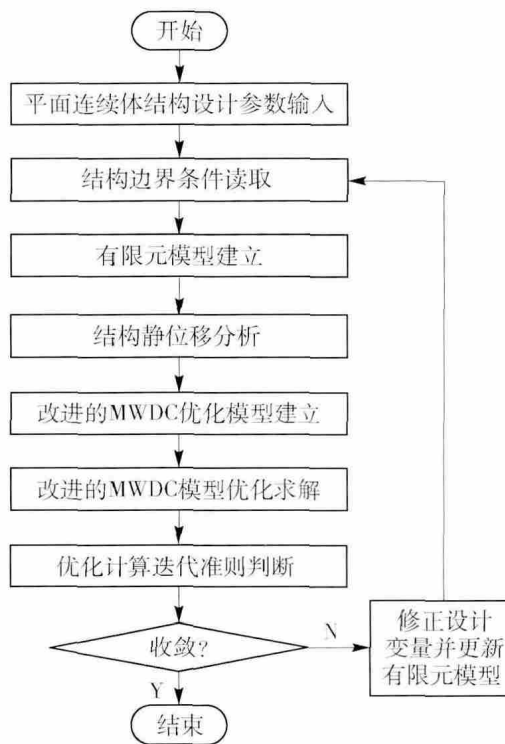 开始
平面连续体结构设计参数输入
结构边界条件读取
有限元模型建立
结构静位移分析
改进的MWDC优化模型建立
改进的MWDC模型优化求解
优化计算迭代准则判断
收敛?
N
修正设计
变量并更新
有限元模型
Y
结束